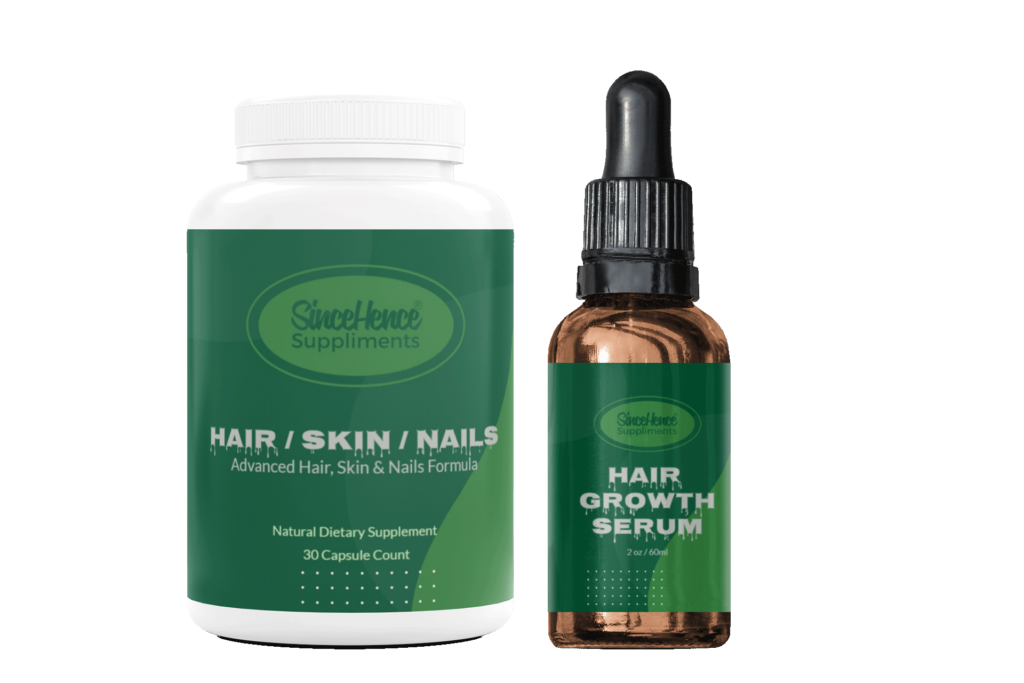 SinceHence®
Suppliments
HAIR / SKIN / NAILS
Advanced Hair, Skin & Nails Formula
Natural Dietary Supplement
30 Capsule Count
SinceHence
Suppliments
HAIR
GROWTH
SERUM
2 oz / 60ml